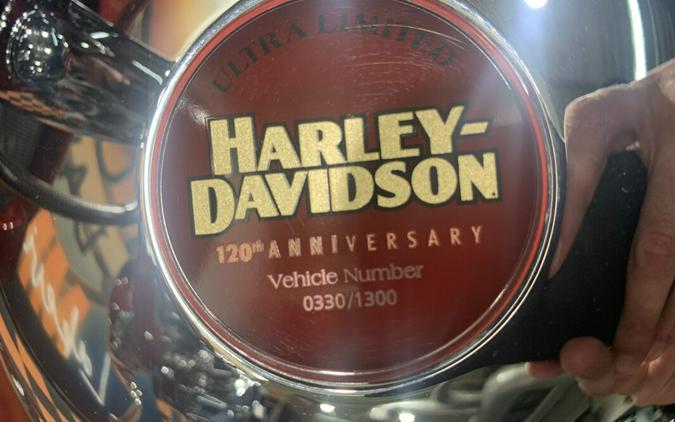 ULTRA LIMITED
HARLEY-
DAVIDSON
120th ANNIVERSARY
Vehicle Number
0330/1300